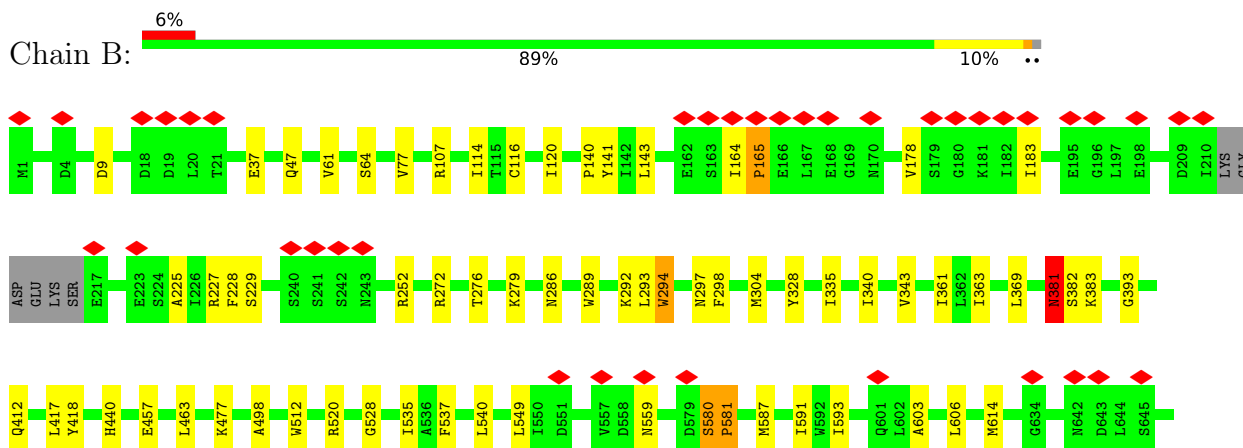 6%
Chain B:
89% 10% ••
M1 D4 D9 D18 D19 L20 T21 E37 Q47 V61 S64 V77 R107 I114 T115 C116 I120 P140 Y141 I142 L143 E162 S163 I164 P165 E166 L167 E168 G169 N170 V178 S179 G180 K181 I182 I183 E195 G196 L197 E198 D209 I210 LYS GLY
ASP GLU LYS SER E217 E223 S224 A225 I226 R227 F228 S229 S240 S241 S242 N243 R252 R272 T276 K279 N286 W289 K292 L293 W294 N297 F298 M304 Y328 I335 I340 V343 I361 L362 I363 L369 N381 S382 K383 G393
Q412 L417 Y418 H440 E457 L463 K477 A498 W512 R520 G528 I535 A536 F537 L540 L549 I550 D551 V557 D558 N559 D579 S580 P581 M587 I591 W592 I593 Q601 L602 A603 L606 M614 G634 N642 D643 L644 S645